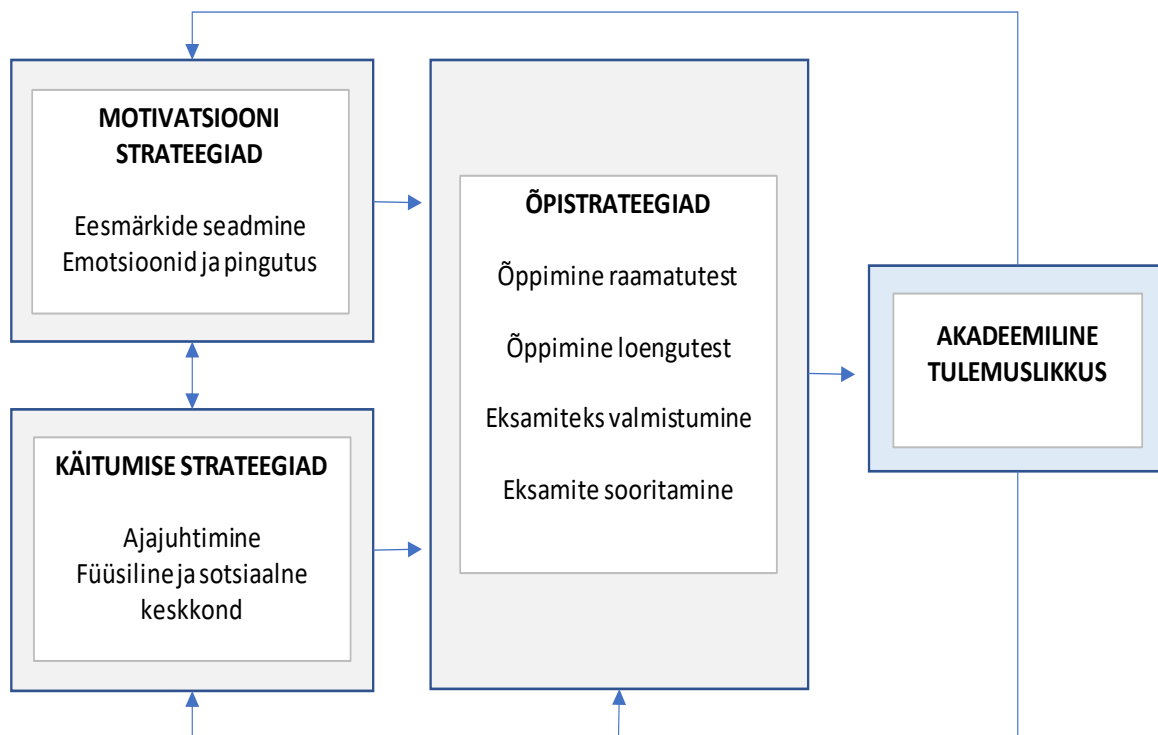 MOTIVATSIOONI
STRATEEGIAD
Eesmärkide seadmine
Emotsioonid ja pingutus
KÄITUMISE STRATEEGIAD
Ajajuhtimine
Füüsiline ja sotsiaalne
keskkond
ÕPISTRATEEGIAD
Õppimine raamatutest
Õppimine loengutest
Eksamiteks valmistumine
Eksamite sooritamine
AKADEEMILINE
TULEMUSLIKKUS